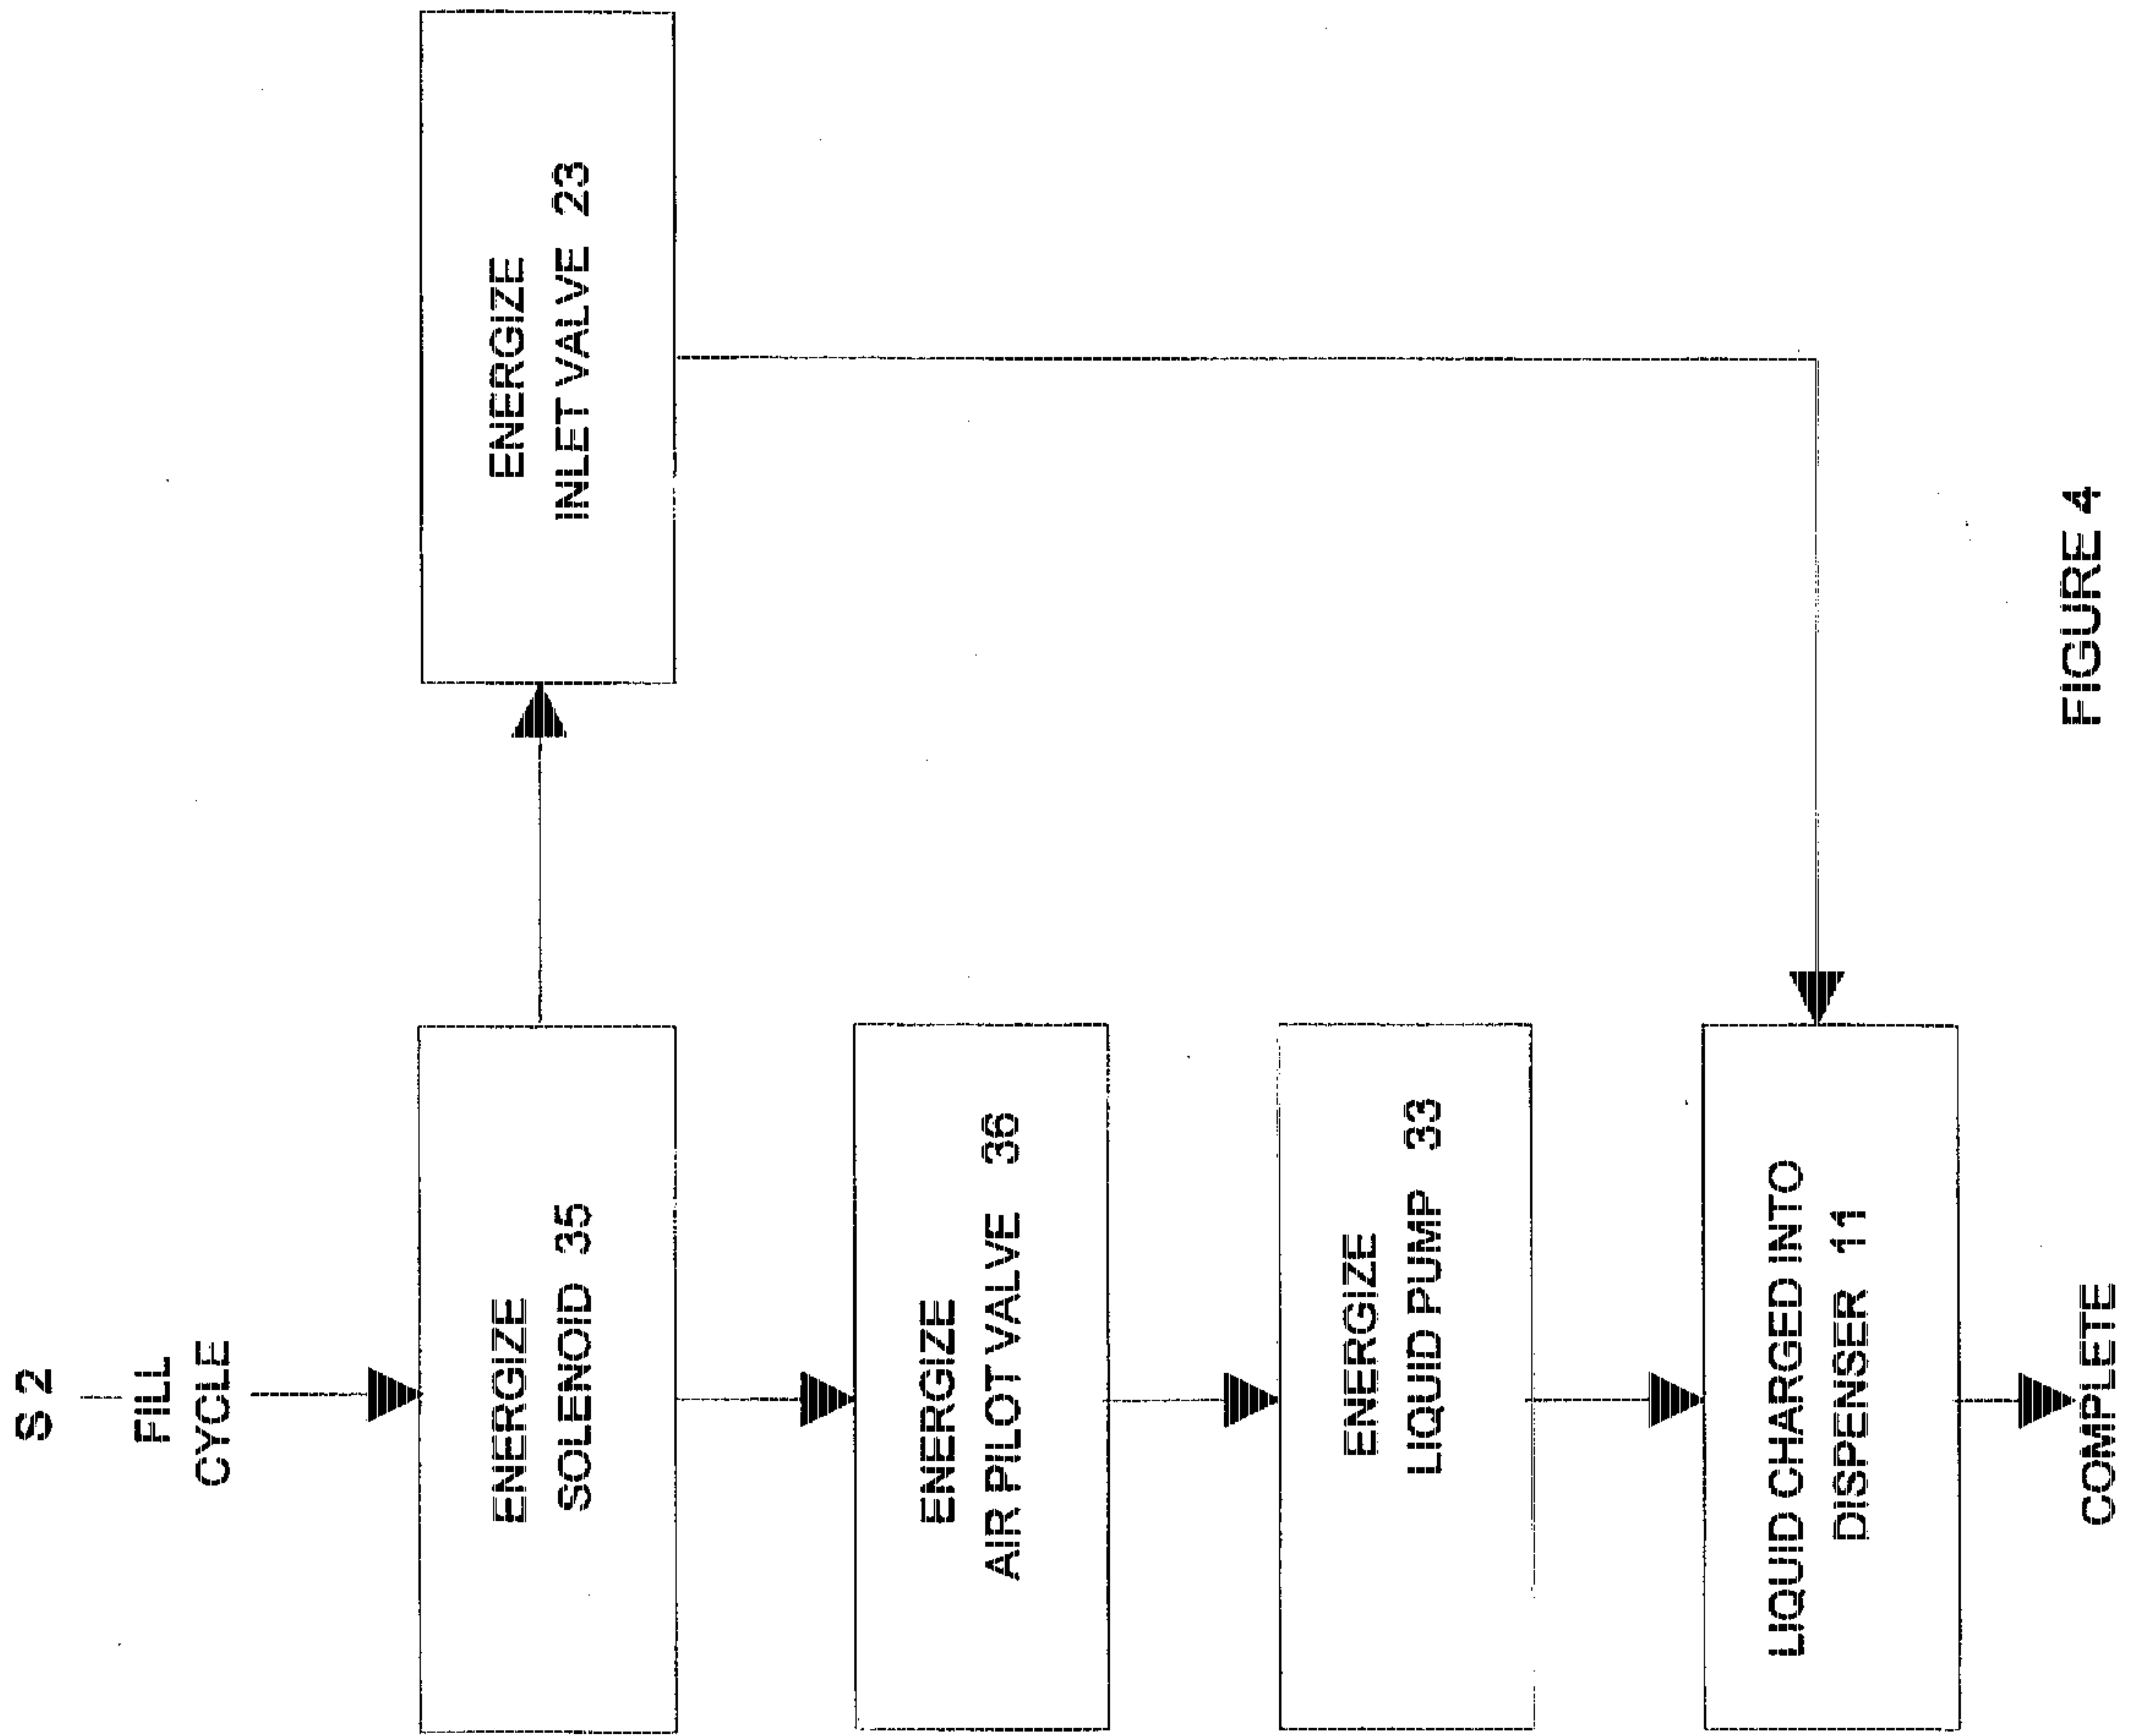 S 2
FILL
CYCLE
ENERGIZE
SOLENOID 35
ENERGIZE
INLET VALVE 23
ENERGIZE
AIR PILOT VALVE 36
ENERGIZE
LIQUID PUMP 33
LIQUID CHARGED INTO
DISPENSER 11
COMPLETE
FIGURE 4